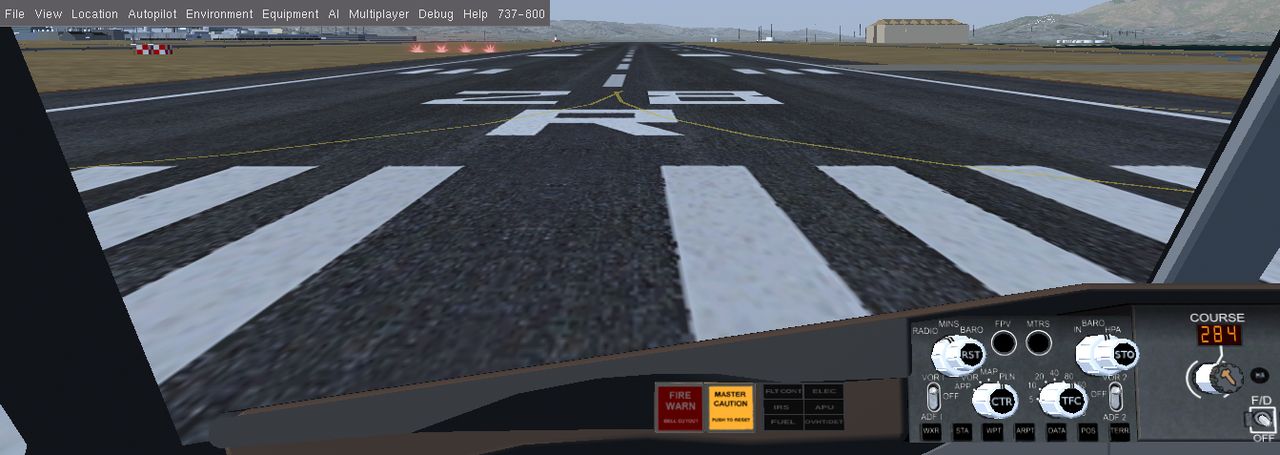 File View Location Autopilot Environment Equipment AI Multiplayer Debug Help 737-800
28
R
FIRE
WARN
BELL CUTOUT
MASTER
CAUTION
PUSH TO RESET
FLT CONT ELEC
IRS APU
FUEL OVHT/DET
RADIO MINS BARO
RST
FPV MTRS
IN BARO HPA
STO
VOR 1
OFF
ADF 1
APP VOR MAP PLN
CTR
5 10 20 40 80
TFC
VOR 2
OFF
ADF 2
WXR STA WPT ARPT DATA POS TERR
COURSE
284
F/D
OFF